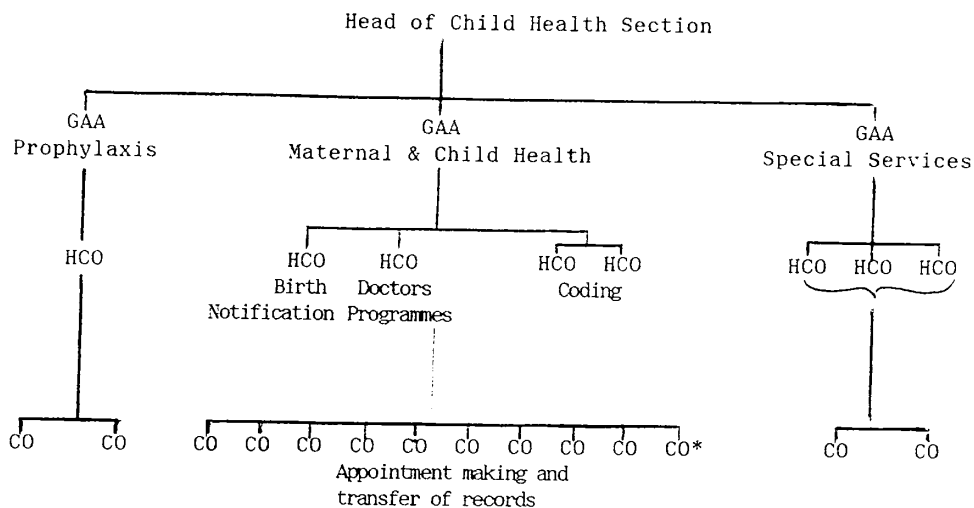 Head of Child Health Section
GAA GAA GAA
Prophylaxis Maternal & Child Health Special Services
HCO HCO HCO HCO HCO HCO HCO HCO
Birth Doctors Coding
Notification Programmes
CO CO CO CO CO CO CO CO CO CO CO CO* CO CO
Appointment making and
transfer of records